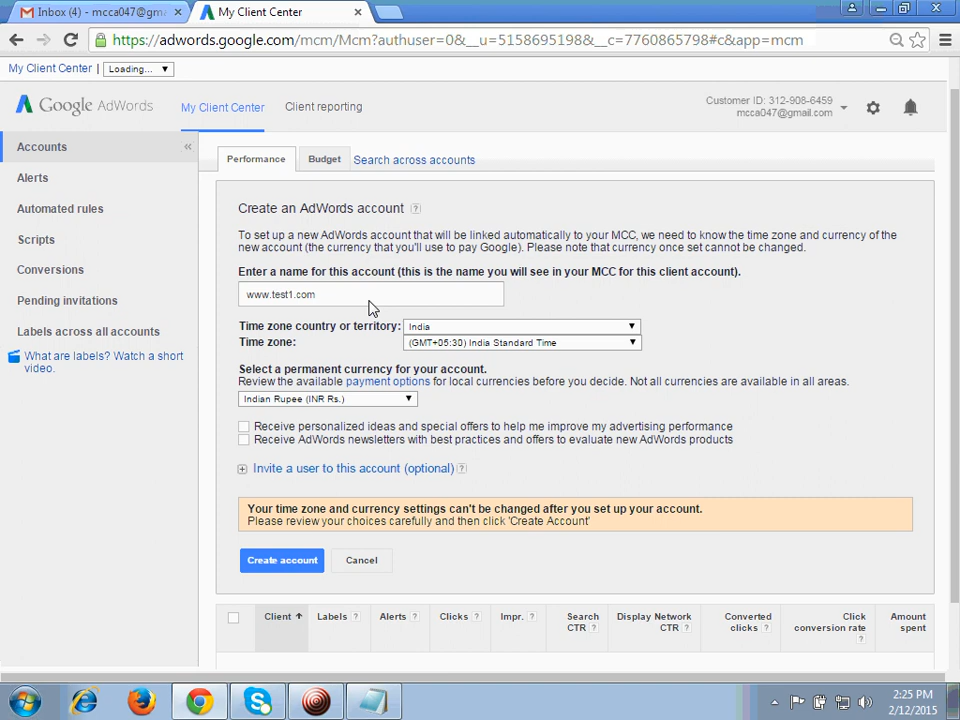 Inbox (4) - mcca047@gma
My Client Center
https://adwords.google.com/mcm/Mcm?authuser=0&__u=5158695198&__c=7760865798#c&app=mcm
My Client Center | Loading...
Google AdWords
My Client Center
Client reporting
Customer ID: 312-908-6459
mcca047@gmail.com
Accounts
Alerts
Automated rules
Scripts
Conversions
Pending invitations
Labels across all accounts
What are labels? Watch a short
video.
Performance
Budget
Search across accounts
Create an AdWords account ?
To set up a new AdWords account that will be linked automatically to your MCC, we need to know the time zone and currency of the
new account (the currency that you'll use to pay Google). Please note that currency once set cannot be changed.
Enter a name for this account (this is the name you will see in your MCC for this client account).
www.test1.com
Time zone country or territory: India
Time zone: (GMT+05:30) India Standard Time
Select a permanent currency for your account.
Review the available payment options for local currencies before you decide. Not all currencies are available in all areas.
Indian Rupee (INR Rs.)
Receive personalized ideas and special offers to help me improve my advertising performance
Receive AdWords newsletters with best practices and offers to evaluate new AdWords products
Invite a user to this account (optional) ?
Your time zone and currency settings can't be changed after you set up your account.
Please review your choices carefully and then click 'Create Account'
Create account
Cancel
Client
Labels ?
Alerts ?
Clicks ?
Impr. ?
Search
CTR ?
Display Network
CTR ?
Converted
clicks ?
Click
conversion rate
?
Amount
spent
2:25 PM
2/12/2015